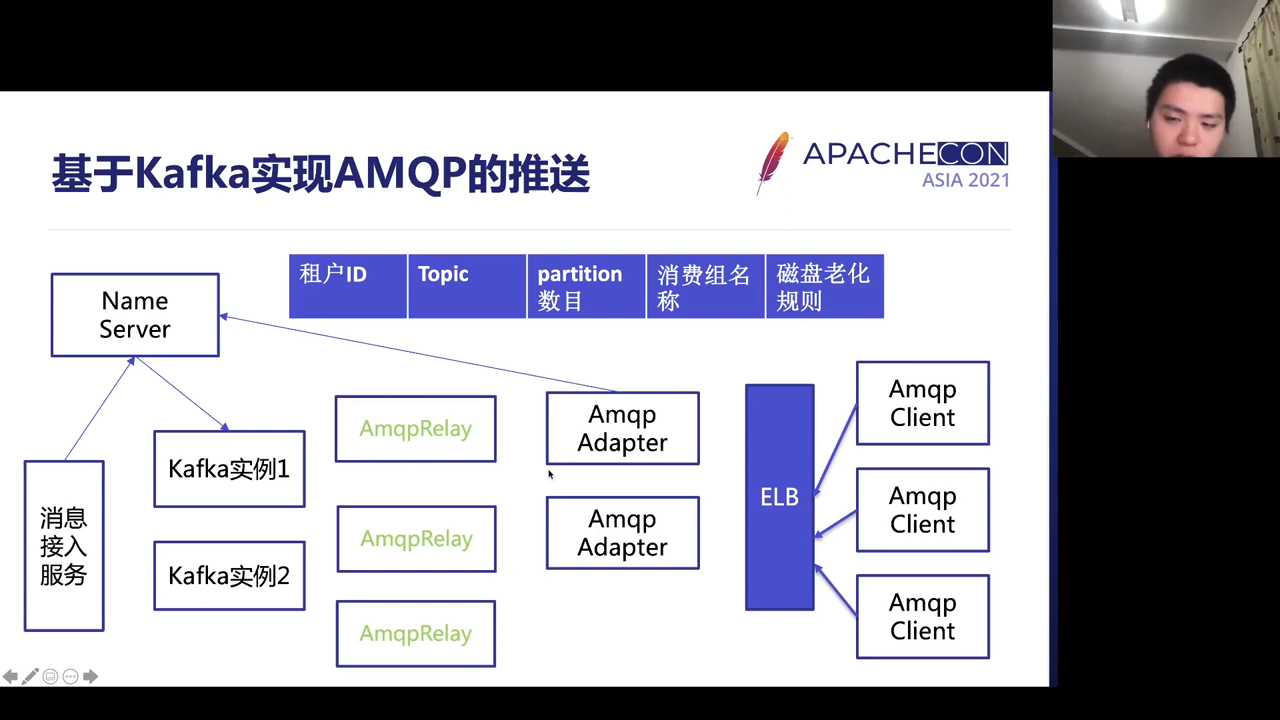 基于Kafka实现AMQP的推送
APACHECON
ASIA 2021
租户ID
Topic
partition
数目
消费组名
称
磁盘老化
规则
Name
Server
消息
接入
服务
Kafka实例1
Kafka实例2
AmqpRelay
AmqpRelay
AmqpRelay
Amqp
Adapter
Amqp
Adapter
ELB
Amqp
Client
Amqp
Client
Amqp
Client